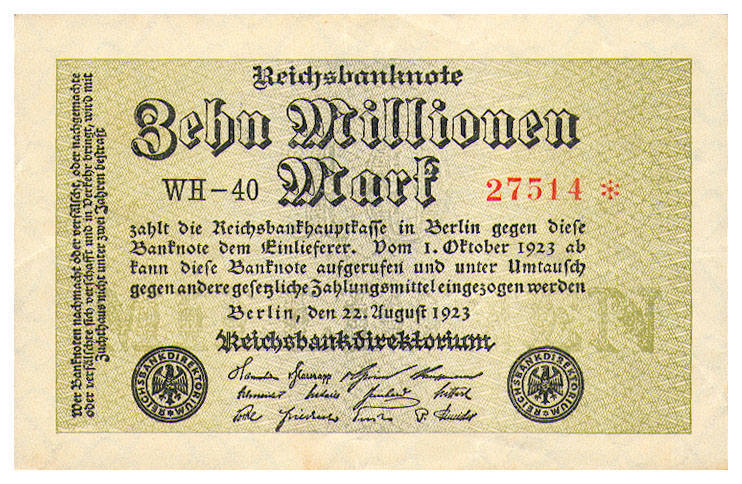 Reichsbanknote
Zehn Millionen
Mark
WH-40
27514 *
zahlt die Reichsbankhauptkasse in Berlin gegen diese
Banknote dem Einlieferer. Vom 1. Oktober 1923 ab
kann diese Banknote aufgerufen und unter Umtausch
gegen andere gesetzliche Zahlungsmittel eingezogen werden
Berlin, den 22. August 1923
Reichsbankdirektorium
REICHSBANKDIREKTORIUM
REICHSBANKDIREKTORIUM
Wer Banknoten nachmacht oder verfälscht, oder nachgemachte
oder verfälschte sich verschafft und in Verkehr bringt, wird mit
Zuchthaus nicht unter zwei Jahren bestraft